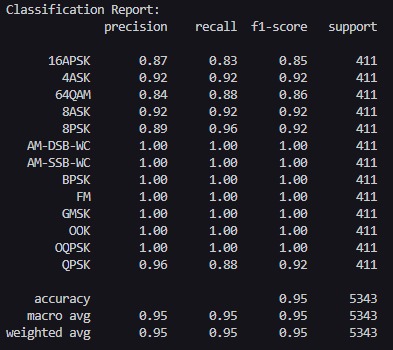 Classification Report:
precision recall f1-score support
16APSK 0.87 0.83 0.85 411
4ASK 0.92 0.92 0.92 411
64QAM 0.84 0.88 0.86 411
8ASK 0.92 0.92 0.92 411
8PSK 0.89 0.96 0.92 411
AM-DSB-WC 1.00 1.00 1.00 411
AM-SSB-WC 1.00 1.00 1.00 411
BPSK 1.00 1.00 1.00 411
FM 1.00 1.00 1.00 411
GMSK 1.00 1.00 1.00 411
OOK 1.00 1.00 1.00 411
OQPSK 1.00 1.00 1.00 411
QPSK 0.96 0.88 0.92 411
accuracy 0.95 5343
macro avg 0.95 0.95 0.95 5343
weighted avg 0.95 0.95 0.95 5343